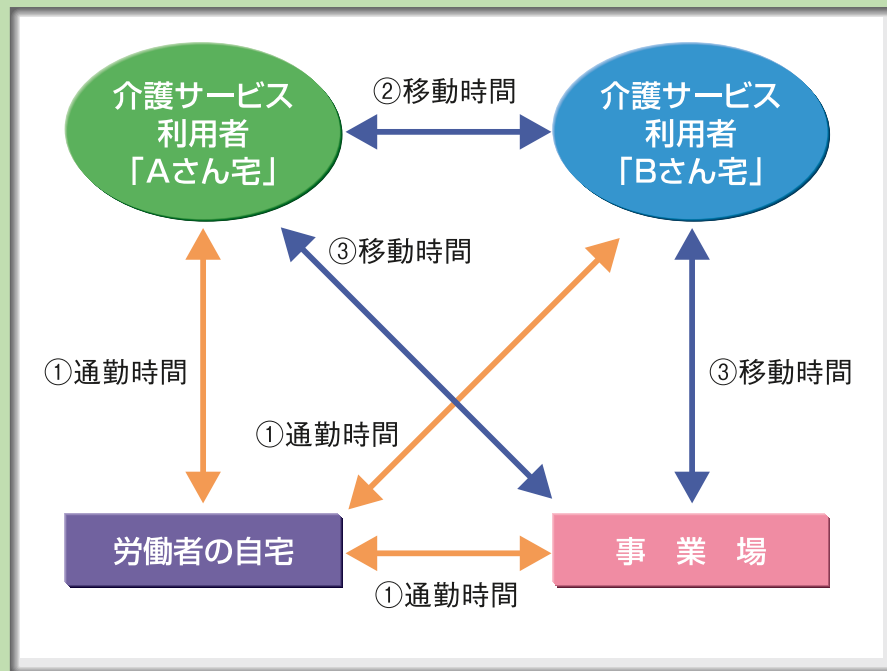 介護サービス
利用者
「Aさん宅」
②移動時間
介護サービス
利用者
「Bさん宅」
③移動時間
①通勤時間
③移動時間
①通勤時間
労働者の自宅
事　業　場
①通勤時間